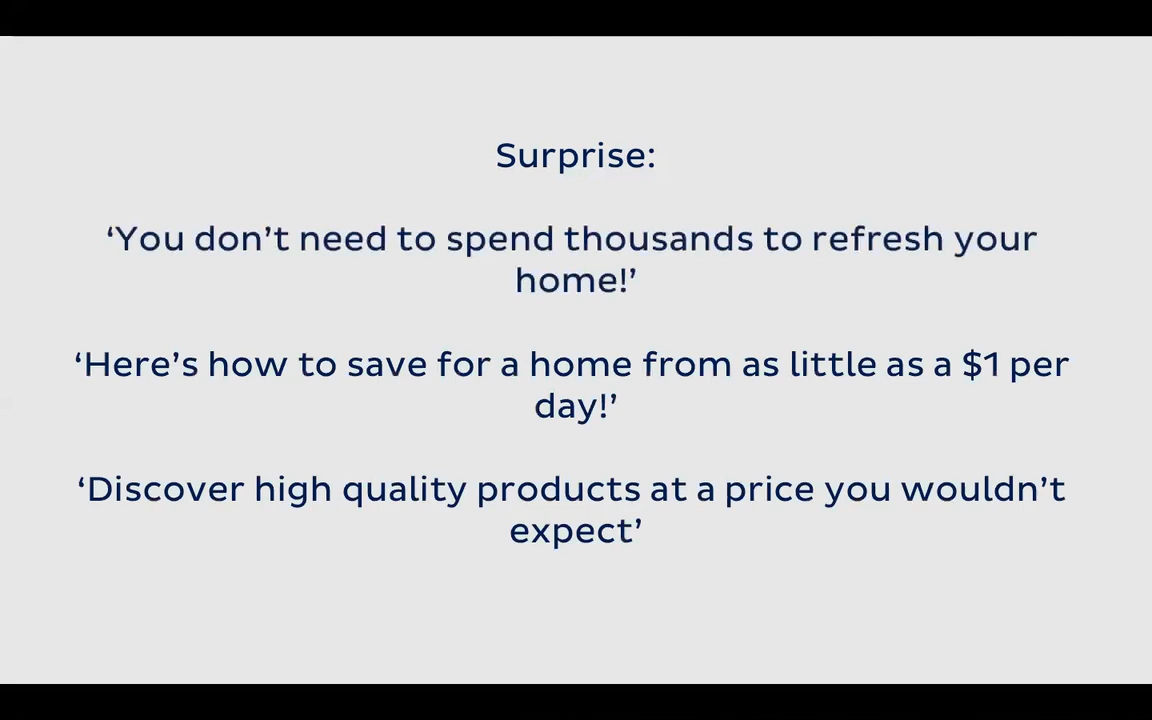 Surprise:
‘You don’t need to spend thousands to refresh your
home!’
‘Here’s how to save for a home from as little as a $1 per
day!’
‘Discover high quality products at a price you wouldn’t
expect’